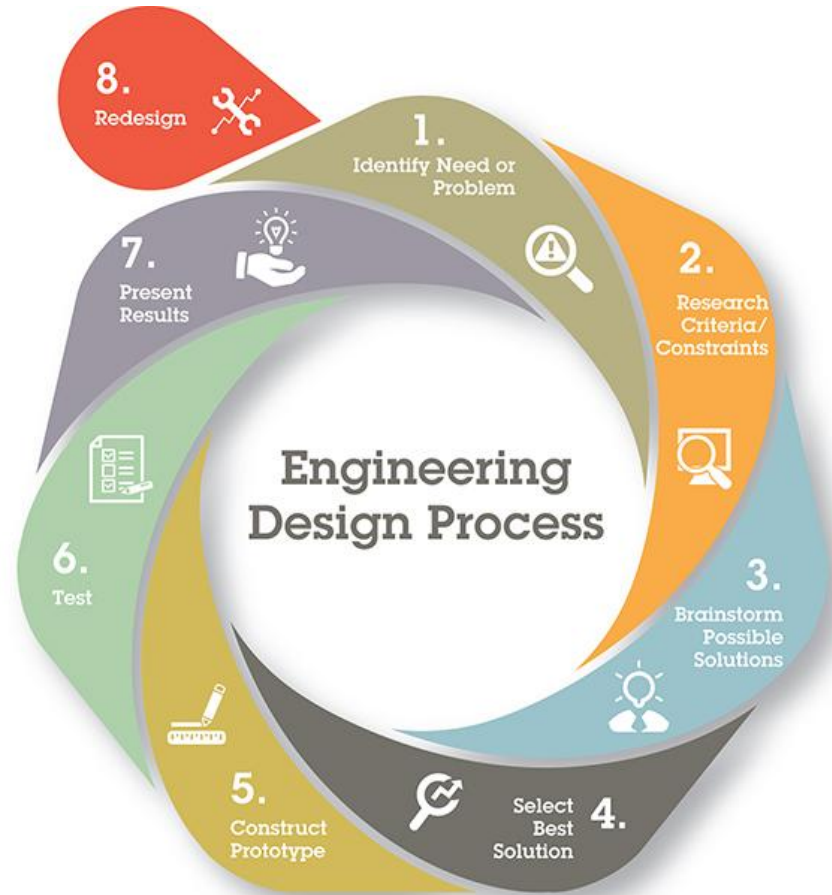 8.
Redesign
1.
Identify Need or
Problem
2.
Research
Criteria/
Constraints
3.
Brainstorm
Possible
Solutions
Select
Best
Solution
4.
5.
Construct
Prototype
6.
Test
7.
Present
Results
Engineering
Design Process